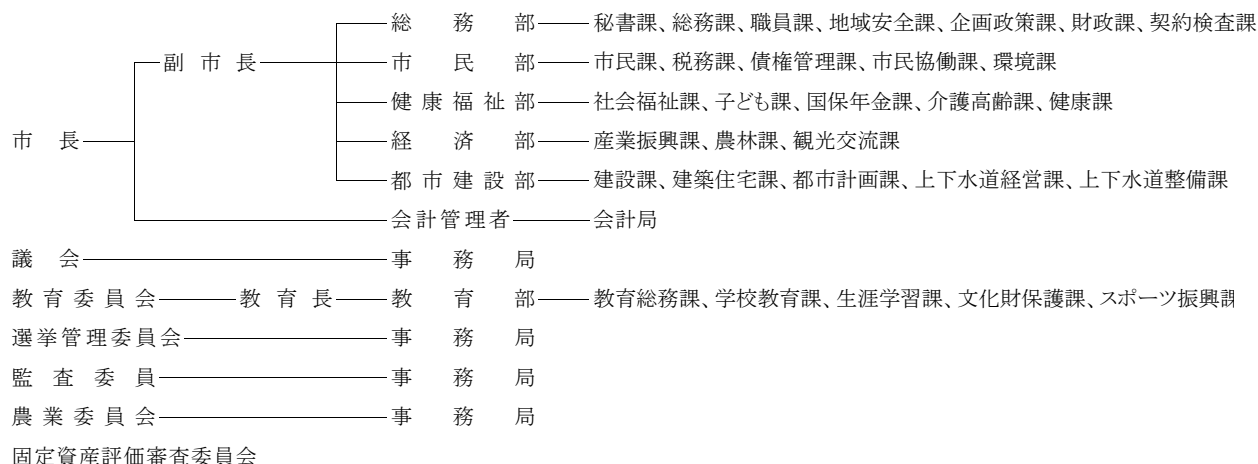 総務部 秘書課、総務課、職員課、地域安全課、企画政策課、財政課、契約検査課
副市長 市民部 市民課、税務課、債権管理課、市民協働課、環境課
健康福祉部 社会福祉課、子ども課、国保年金課、介護高齢課、健康課
市長 経済部 産業振興課、農林課、観光交流課
都市建設部 建設課、建築住宅課、都市計画課、上下水道経営課、上下水道整備課
会計管理者 会計局
議会 事務局
教育委員会 教育長 教育部 教育総務課、学校教育課、生涯学習課、文化財保護課、スポーツ振興課
選挙管理委員会 事務局
監査委員 事務局
農業委員会 事務局
固定資産評価審査委員会